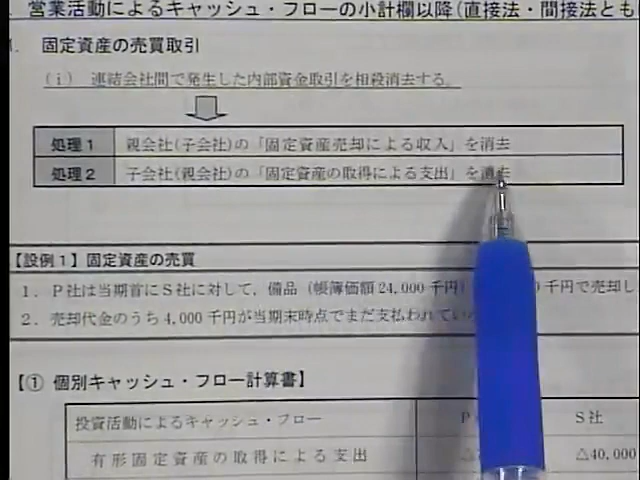 営業活動によるキャッシュ・フローの小計欄以降(直接法・間接法とも
固定資産の売買取引
(ⅰ) 連結会社間で発生した内部資金取引を相殺消去する。
処理1 親会社(子会社)の「固定資産売却による収入」を消去
処理2 子会社(親会社)の「固定資産の取得による支出」を消去
【設例1】固定資産の売買
1. P社は当期首にS社に対して,備品(帳簿価額24,000千円) 千円で売却し
2. 売却代金のうち4,000千円が当期末時点でまだ支払われてい
【① 個別キャッシュ・フロー計算書】
投資活動によるキャッシュ・フロー P S社
有形固定資産の取得による支出 △ △40,000